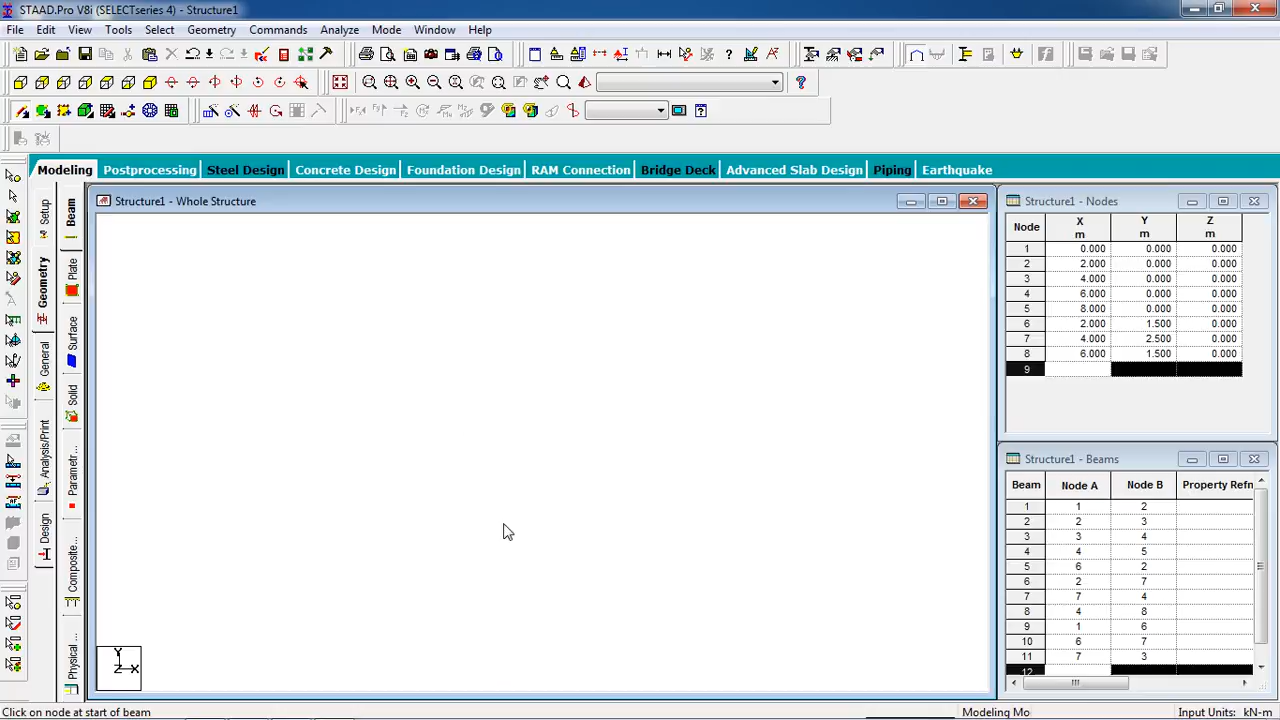 STAAD.Pro V8i (SELECTseries 4) - Structure1
File Edit View Tools Select Geometry Commands Analyze Mode Window Help
Modeling Postprocessing Steel Design Concrete Design Foundation Design RAM Connection Bridge Deck Advanced Slab Design Piping Earthquake
Setup
Geometry
General
Analysis/Print
Design
Beam
Plate
Surface
Solid
Parametr...
Composite...
Physical ...
Structure1 - Whole Structure
Y
Z X
Structure1 - Nodes
Node X m Y m Z m
1 0.000 0.000 0.000
2 2.000 0.000 0.000
3 4.000 0.000 0.000
4 6.000 0.000 0.000
5 8.000 0.000 0.000
6 2.000 1.500 0.000
7 4.000 2.500 0.000
8 6.000 1.500 0.000
9
Structure1 - Beams
Beam Node A Node B Property Refn
1 1 2
2 2 3
3 3 4
4 4 5
5 6 2
6 2 7
7 7 4
8 4 8
9 1 6
10 6 7
11 7 3
12
Click on node at start of beam
Modeling Mo
Input Units: kN-m